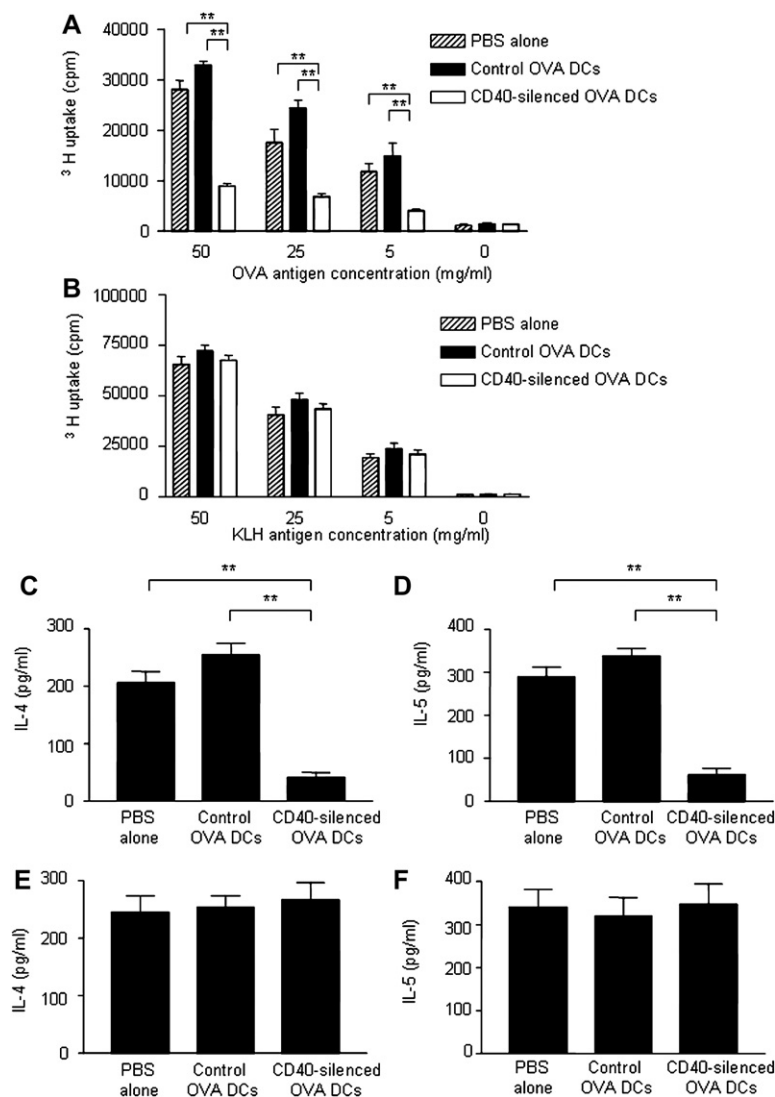 A
** ** ** ** ** **
³H uptake (cpm)
40000
30000
20000
10000
0
50 25 5 0
OVA antigen concentration (mg/ml)
PBS alone
Control OVA DCs
CD40-silenced OVA DCs
B
³H uptake (cpm)
100000
75000
50000
25000
0
50 25 5 0
KLH antigen concentration (mg/ml)
PBS alone
Control OVA DCs
CD40-silenced OVA DCs
C
**
**
IL-4 (pg/ml)
300
200
100
0
PBS alone
Control OVA DCs
CD40-silenced OVA DCs
D
**
**
IL-5 (pg/ml)
400
300
200
100
0
PBS alone
Control OVA DCs
CD40-silenced OVA DCs
E
IL-4 (pg/ml)
300
200
100
0
PBS alone
Control OVA DCs
CD40-silenced OVA DCs
F
IL-5 (pg/ml)
400
300
200
100
0
PBS alone
Control OVA DCs
CD40-silenced OVA DCs